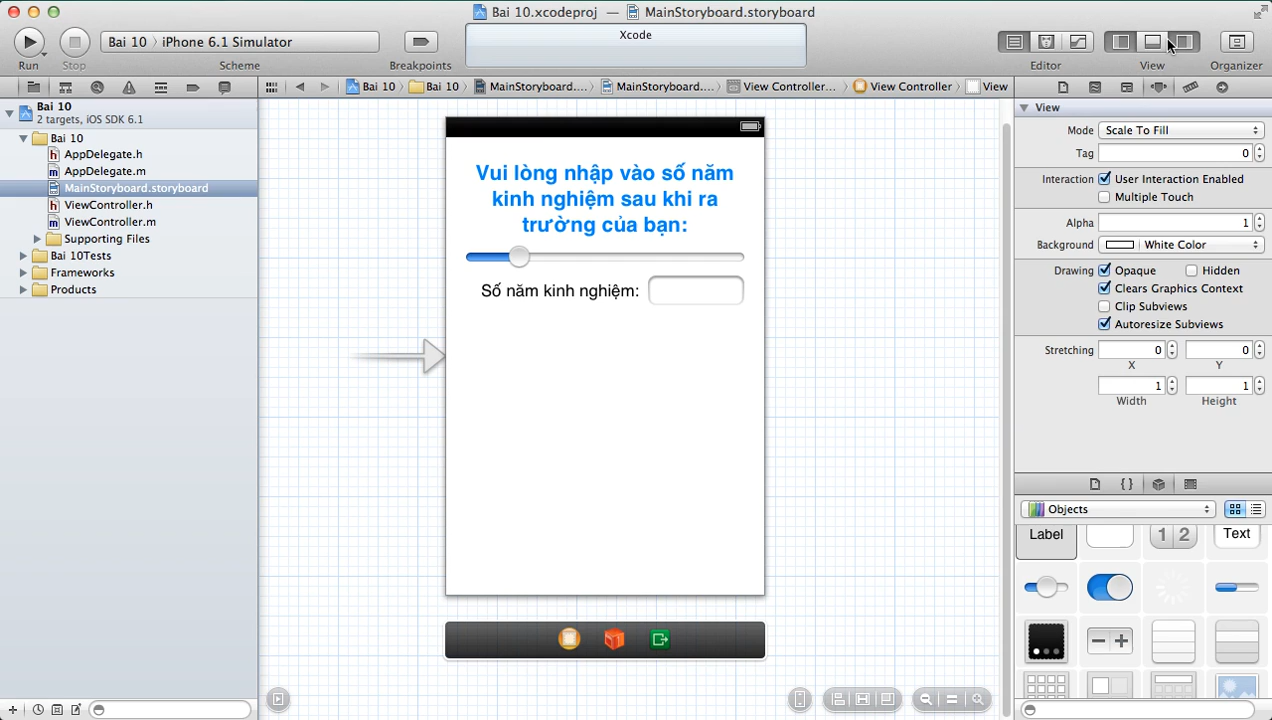 Bai 10.xcodeproj — MainStoryboard.storyboard
Xcode
Bai 10 〉 iPhone 6.1 Simulator
Run
Stop
Scheme
Breakpoints
Editor
View
Organizer
Bai 10 〉 Bai 10 〉 MainStoryboard.... 〉 MainStoryboard.... 〉 View Controller... 〉 View Controller 〉 View
Bai 10
2 targets, iOS SDK 6.1
Bai 10
AppDelegate.h
AppDelegate.m
MainStoryboard.storyboard
ViewController.h
ViewController.m
Supporting Files
Bai 10Tests
Frameworks
Products
Vui lòng nhập vào số năm
kinh nghiệm sau khi ra
trường của bạn:
Số năm kinh nghiệm:
View
Mode Scale To Fill
Tag 0
Interaction User Interaction Enabled
Multiple Touch
Alpha 1
Background White Color
Drawing Opaque Hidden
Clears Graphics Context
Clip Subviews
Autoresize Subviews
Stretching 0 0
X Y
1 1
Width Height
Objects
Label 1 2 Text